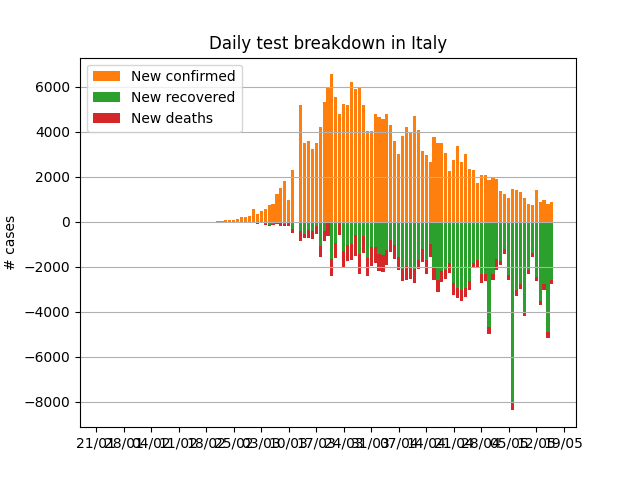 Daily test breakdown in Italy
New confirmed
New recovered
New deaths
6000
4000
2000
0
−2000
−4000
−6000
−8000
# cases
21/01 28/01 04/02 11/02 18/02 25/02 03/03 10/03 17/03 24/03 31/03 07/04 14/04 21/04 28/04 05/05 12/05 19/05